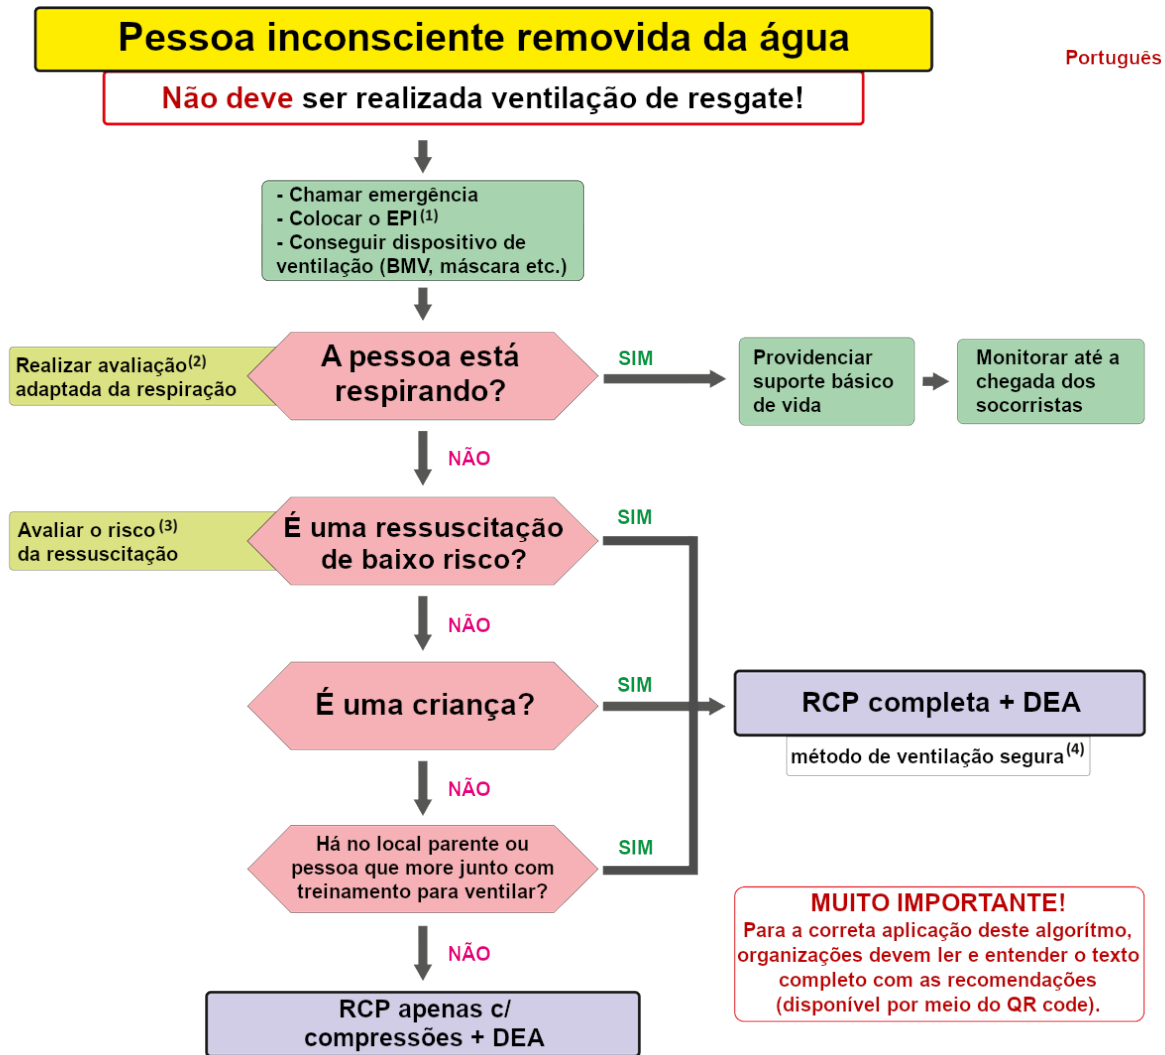 Pessoa inconsciente removida da água
Português
Não deve ser realizada ventilação de resgate!
- Chamar emergência
- Colocar o EPI(1)
- Conseguir dispositivo de
ventilação (BMV, máscara etc.)
Realizar avaliação(2)
adaptada da respiração
A pessoa está
respirando?
SIM
Providenciar
suporte básico
de vida
Monitorar até a
chegada dos
socorristas
NÃO
Avaliar o risco(3)
da ressuscitação
É uma ressuscitação
de baixo risco?
SIM
NÃO
É uma criança?
SIM
RCP completa + DEA
método de ventilação segura(4)
NÃO
Há no local parente ou
pessoa que more junto com
treinamento para ventilar?
SIM
MUITO IMPORTANTE!
Para a correta aplicação deste algorítmo,
organizações devem ler e entender o texto
completo com as recomendações
(disponível por meio do QR code).
NÃO
RCP apenas c/
compressões + DEA